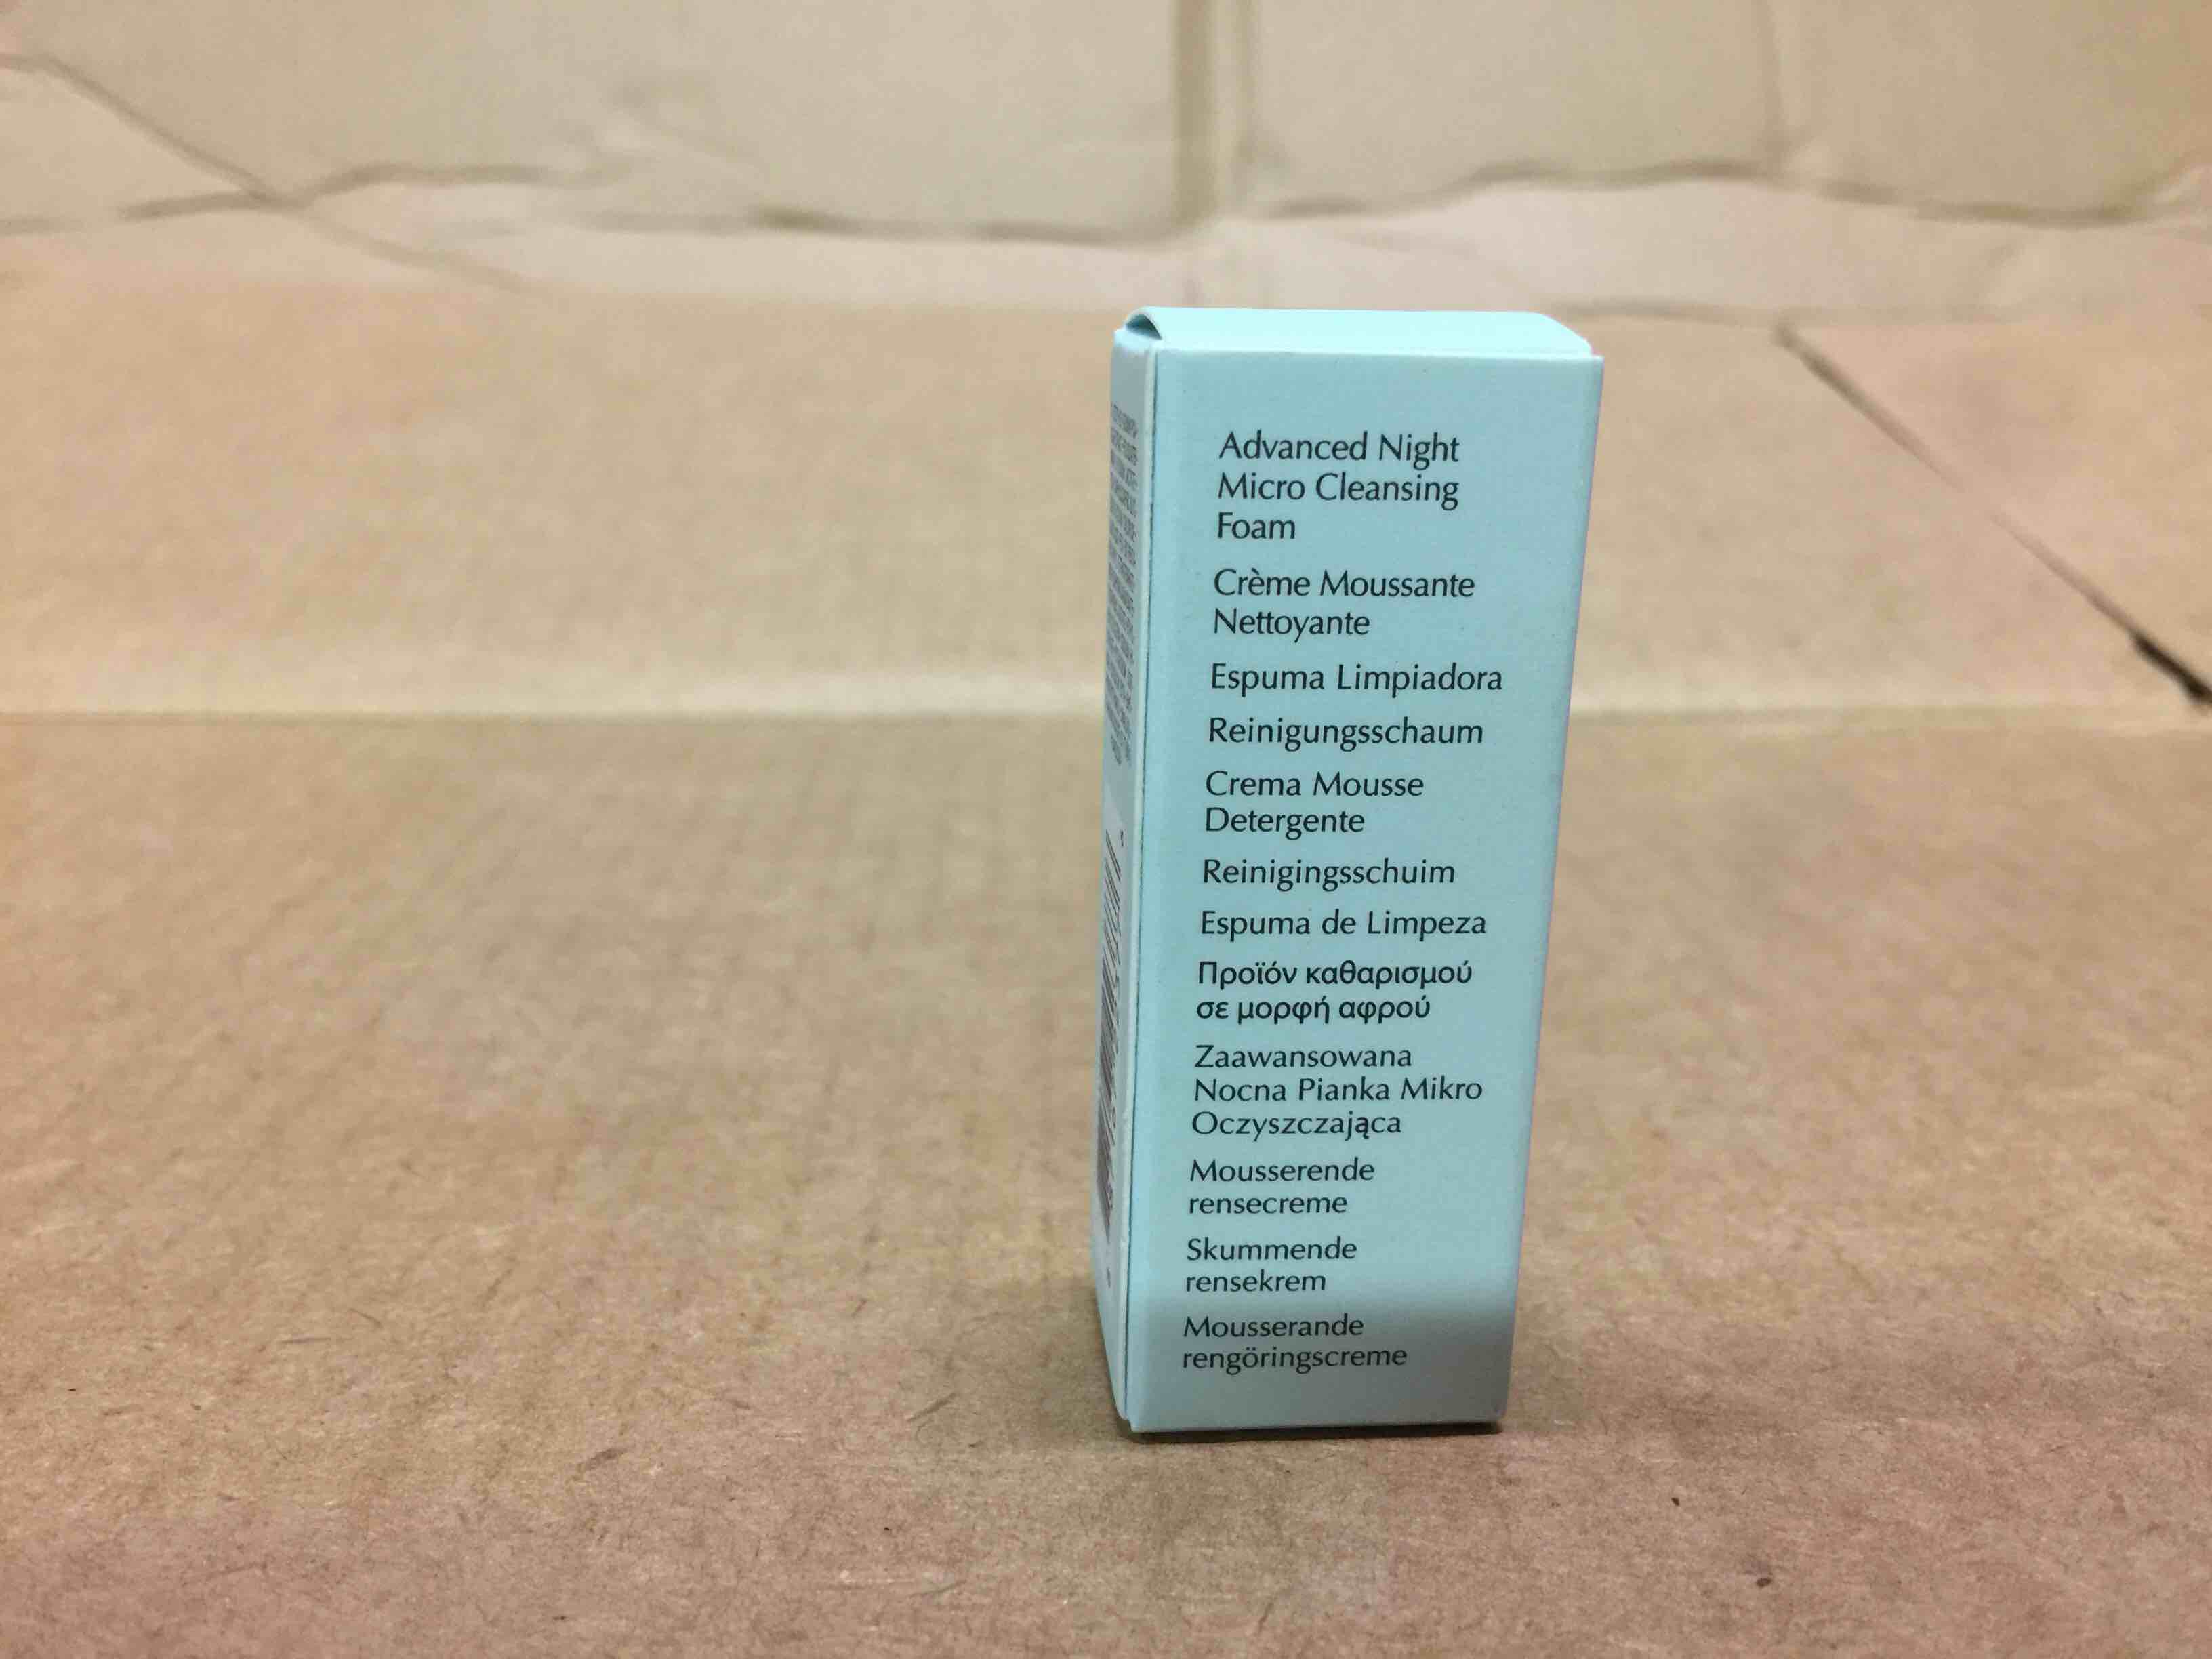 Advanced Night
Micro Cleansing
Foam
Crème Moussante
Nettoyante
Espuma Limpiadora
Reinigungsschaum
Crema Mousse
Detergente
Reinigingsschuim
Espuma de Limpeza
Προϊόν καθαρισμού
σε μορφή αφρού
Zaawansowana
Nocna Pianka Mikro
Oczyszczająca
Mousserende
rensecreme
Skummende
rensekrem
Mousserande
rengöringscreme